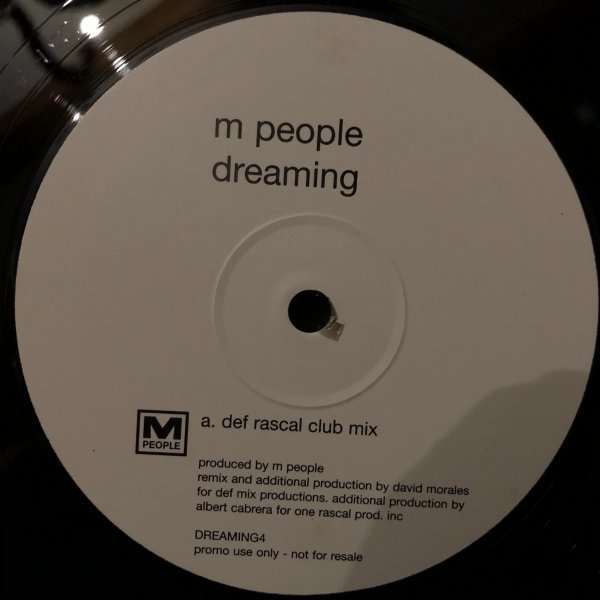 m people
dreaming
M
PEOPLE
a. def rascal club mix
produced by m people
remix and additional production by david morales
for def mix productions. additional production by
albert cabrera for one rascal prod. inc
DREAMING4
promo use only - not for resale